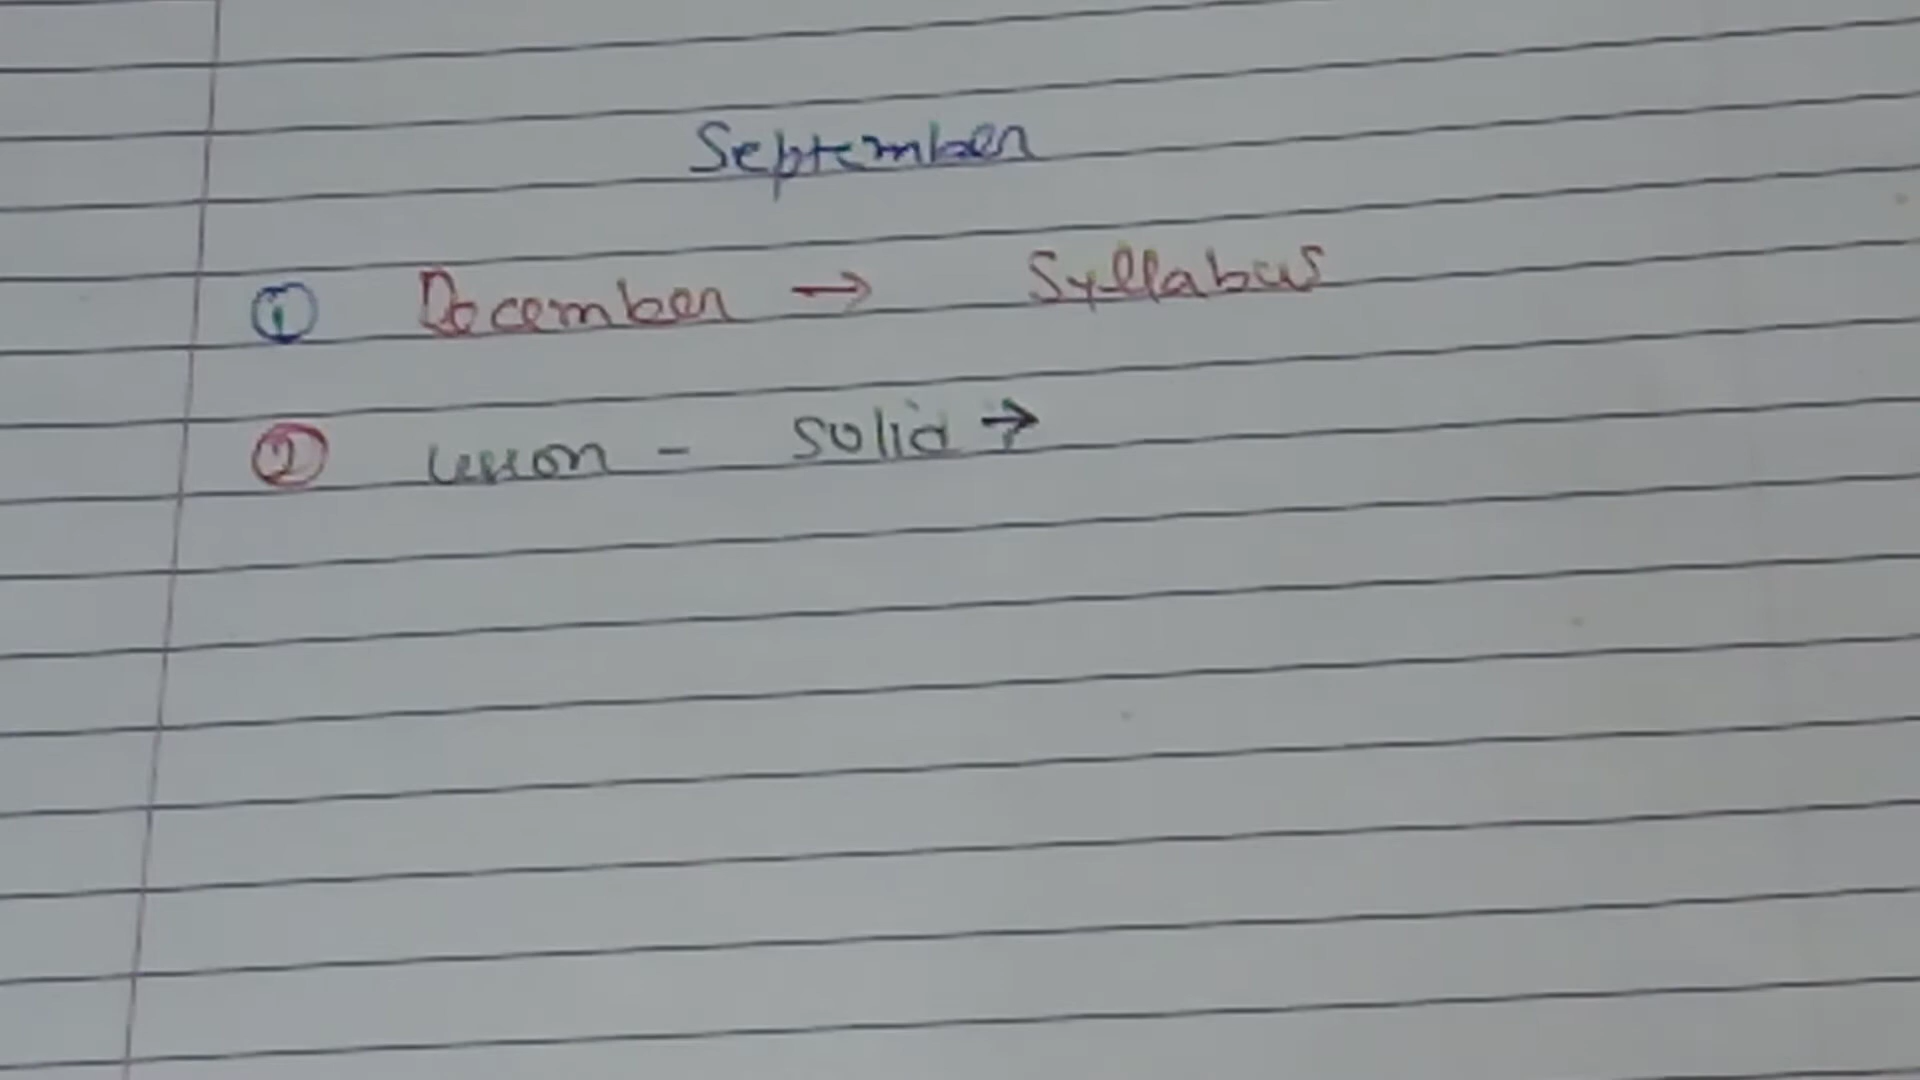 September
① December → Syllabus
② Lesson - Solid →